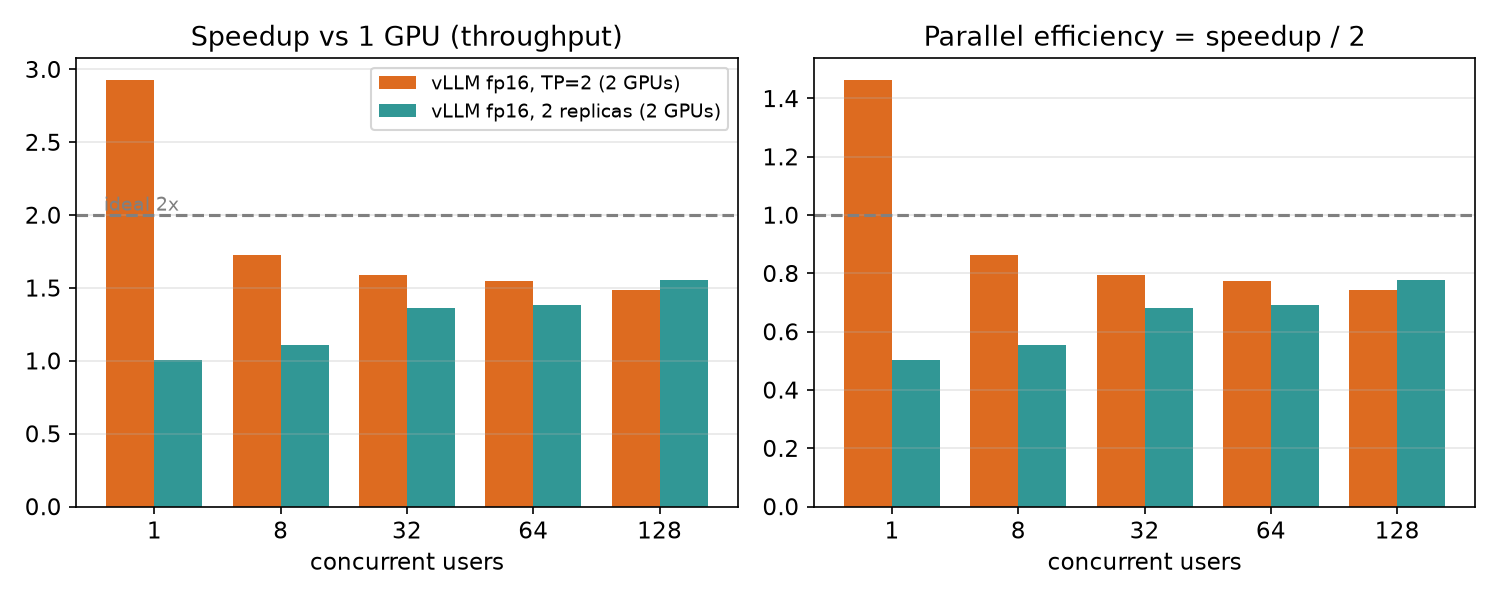 Speedup vs 1 GPU (throughput)
3.0
2.5
2.0
1.5
1.0
0.5
0.0
vLLM fp16, TP=2 (2 GPUs)
vLLM fp16, 2 replicas (2 GPUs)
ideal 2x
1 8 32 64 128
concurrent users
Parallel efficiency = speedup / 2
1.4
1.2
1.0
0.8
0.6
0.4
0.2
0.0
1 8 32 64 128
concurrent users